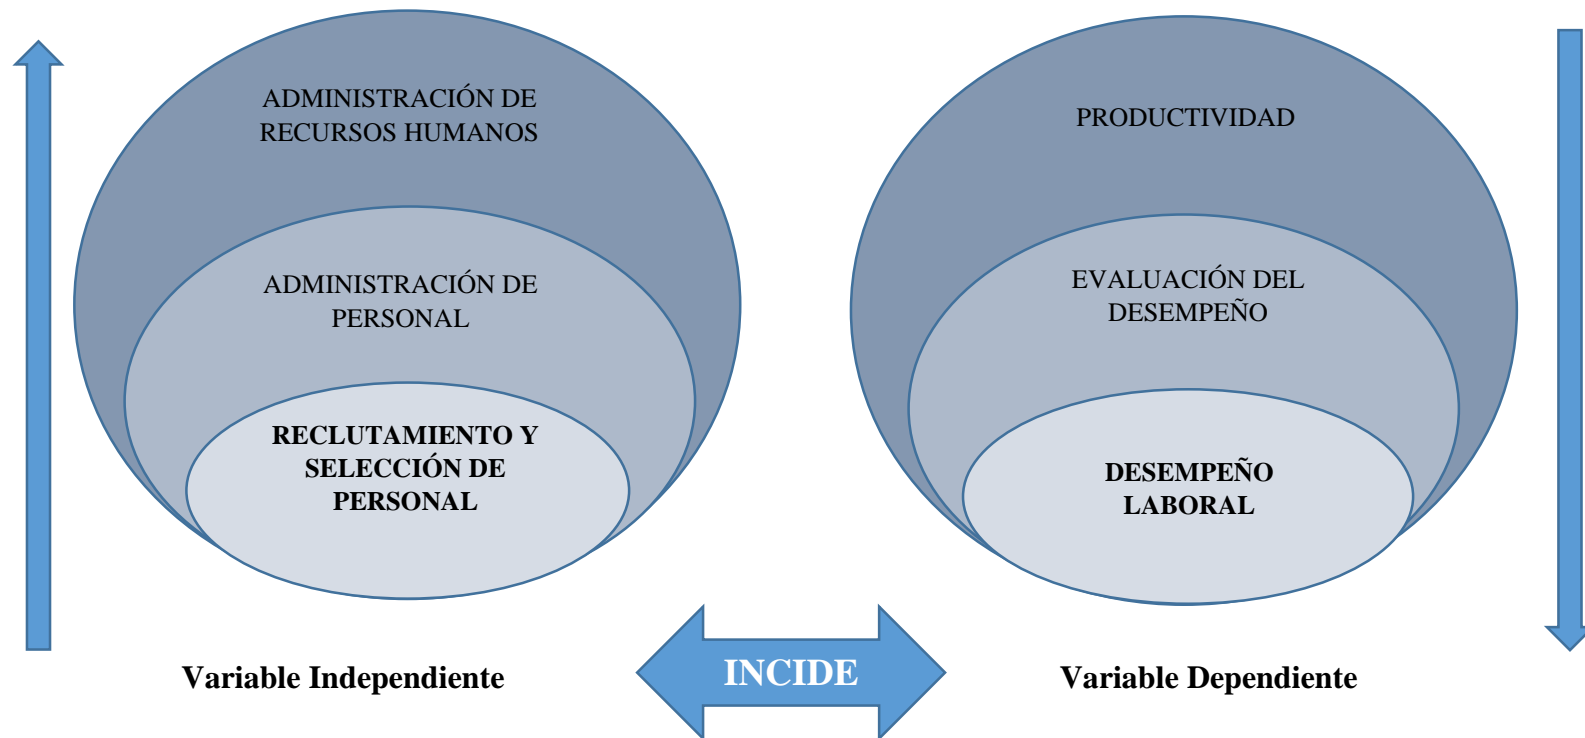 ADMINISTRACIÓN DE
RECURSOS HUMANOS
ADMINISTRACIÓN DE
PERSONAL
RECLUTAMIENTO Y
SELECCIÓN DE
PERSONAL
PRODUCTIVIDAD
EVALUACIÓN DEL
DESEMPEÑO
DESEMPEÑO
LABORAL
Variable Independiente
INCIDE
Variable Dependiente